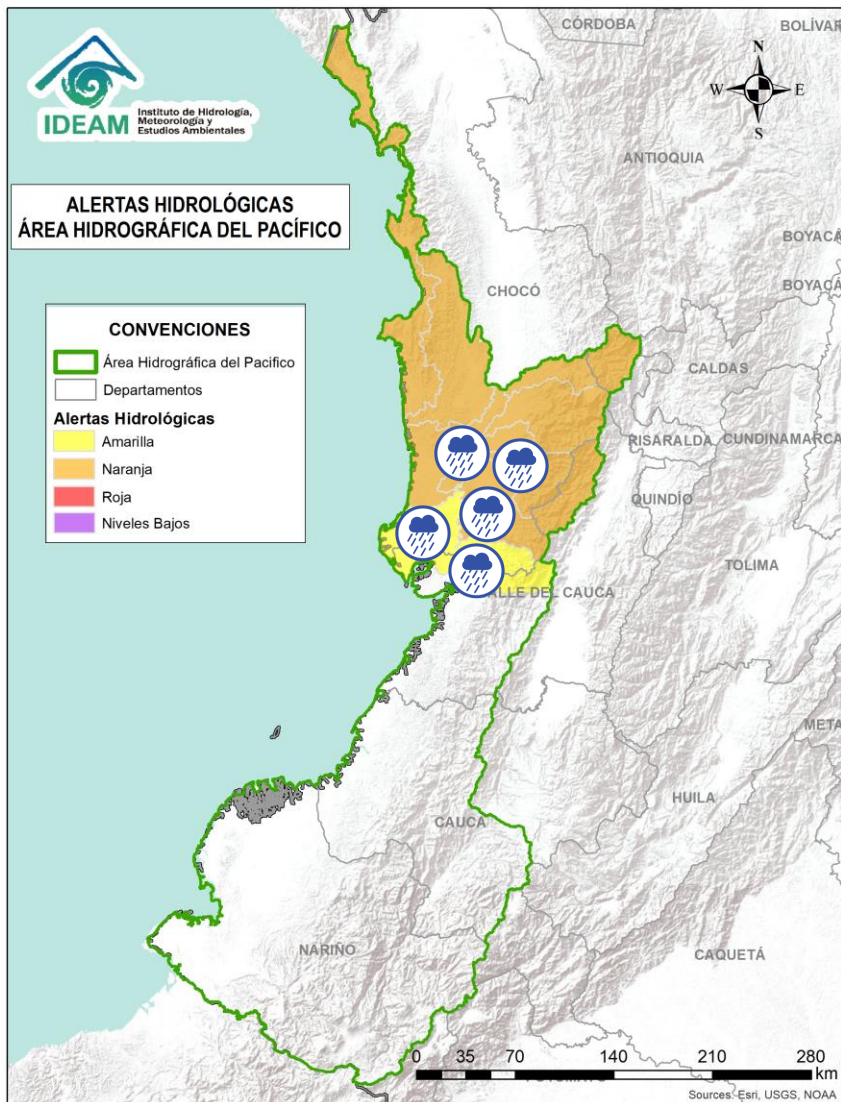 CÓRDOBA
BOLÍVAR
N
W
E
S
IDEAM
Instituto de Hidrología,
Meteorología y
Estudios Ambientales
ANTIOQUIA
ALERTAS HIDROLÓGICAS
ÁREA HIDROGRÁFICA DEL PACÍFICO
BOYACÁ
BOYACÁ
CHOCÓ
CONVENCIONES
Área Hidrográfica del Pacifico
Departamentos
Alertas Hidrológicas
Amarilla
Naranja
Roja
Niveles Bajos
CALDAS
RISARALDA
CUNDINAMARCA
QUINDÍO
TOLIMA
ALLE DEL CAUCA
META
HUILA
CAUCA
NARIÑO
CAQUETÁ
0 35 70 140 210 280
km
Sources: Esri, USGS, NOAA